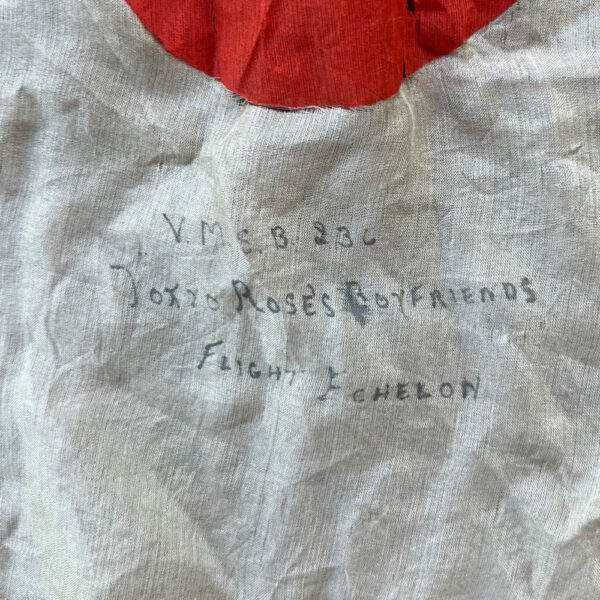 V.M.S.B. 236
TOKYO ROSE'S BOYFRIENDS
FLIGHT ECHELON